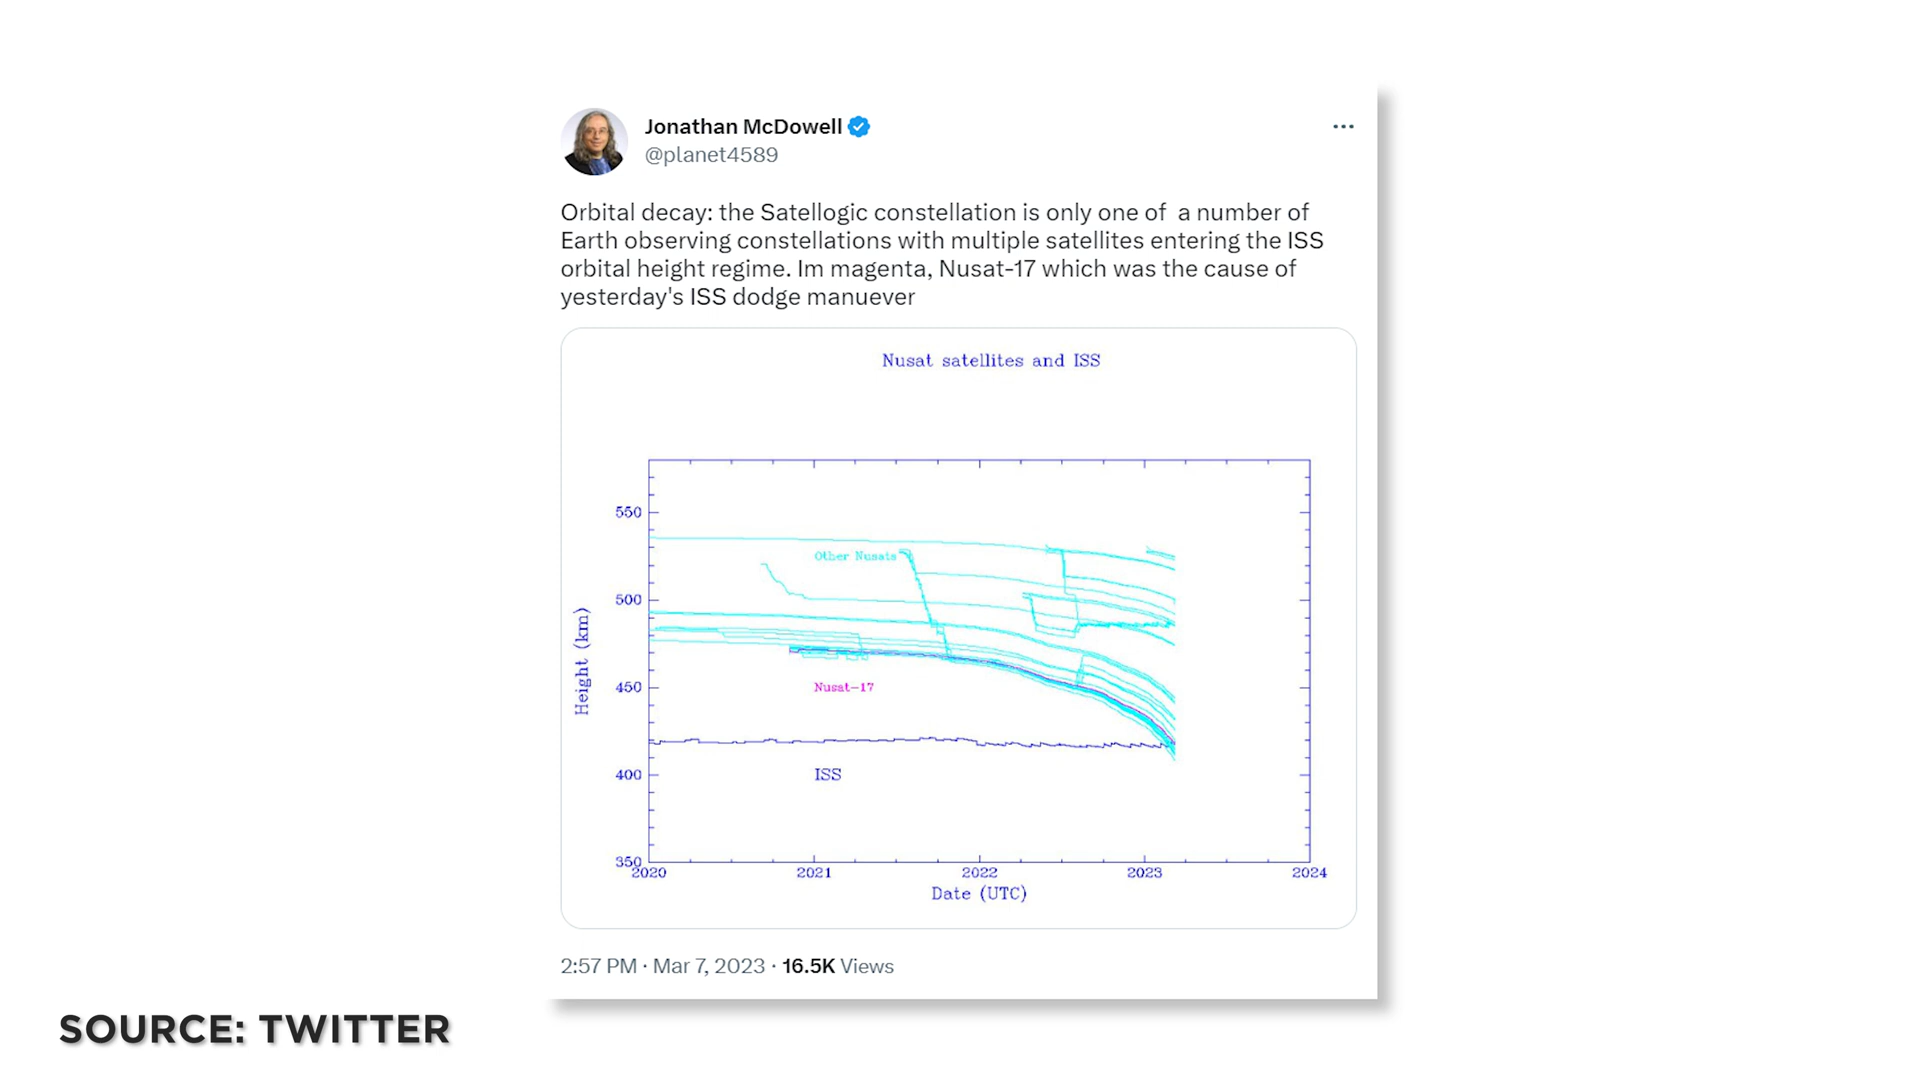 Jonathan McDowell
@planet4589
Orbital decay: the Satellogic constellation is only one of  a number of
Earth observing constellations with multiple satellites entering the ISS
orbital height regime. Im magenta, Nusat-17 which was the cause of
yesterday's ISS dodge manuever
Nusat satellites and ISS
550
Other Nusats
500
Height (km)
450
Nusat-17
400
ISS
350
2020 2021 2022 2023 2024
Date (UTC)
2:57 PM · Mar 7, 2023 · 16.5K Views
SOURCE: TWITTER